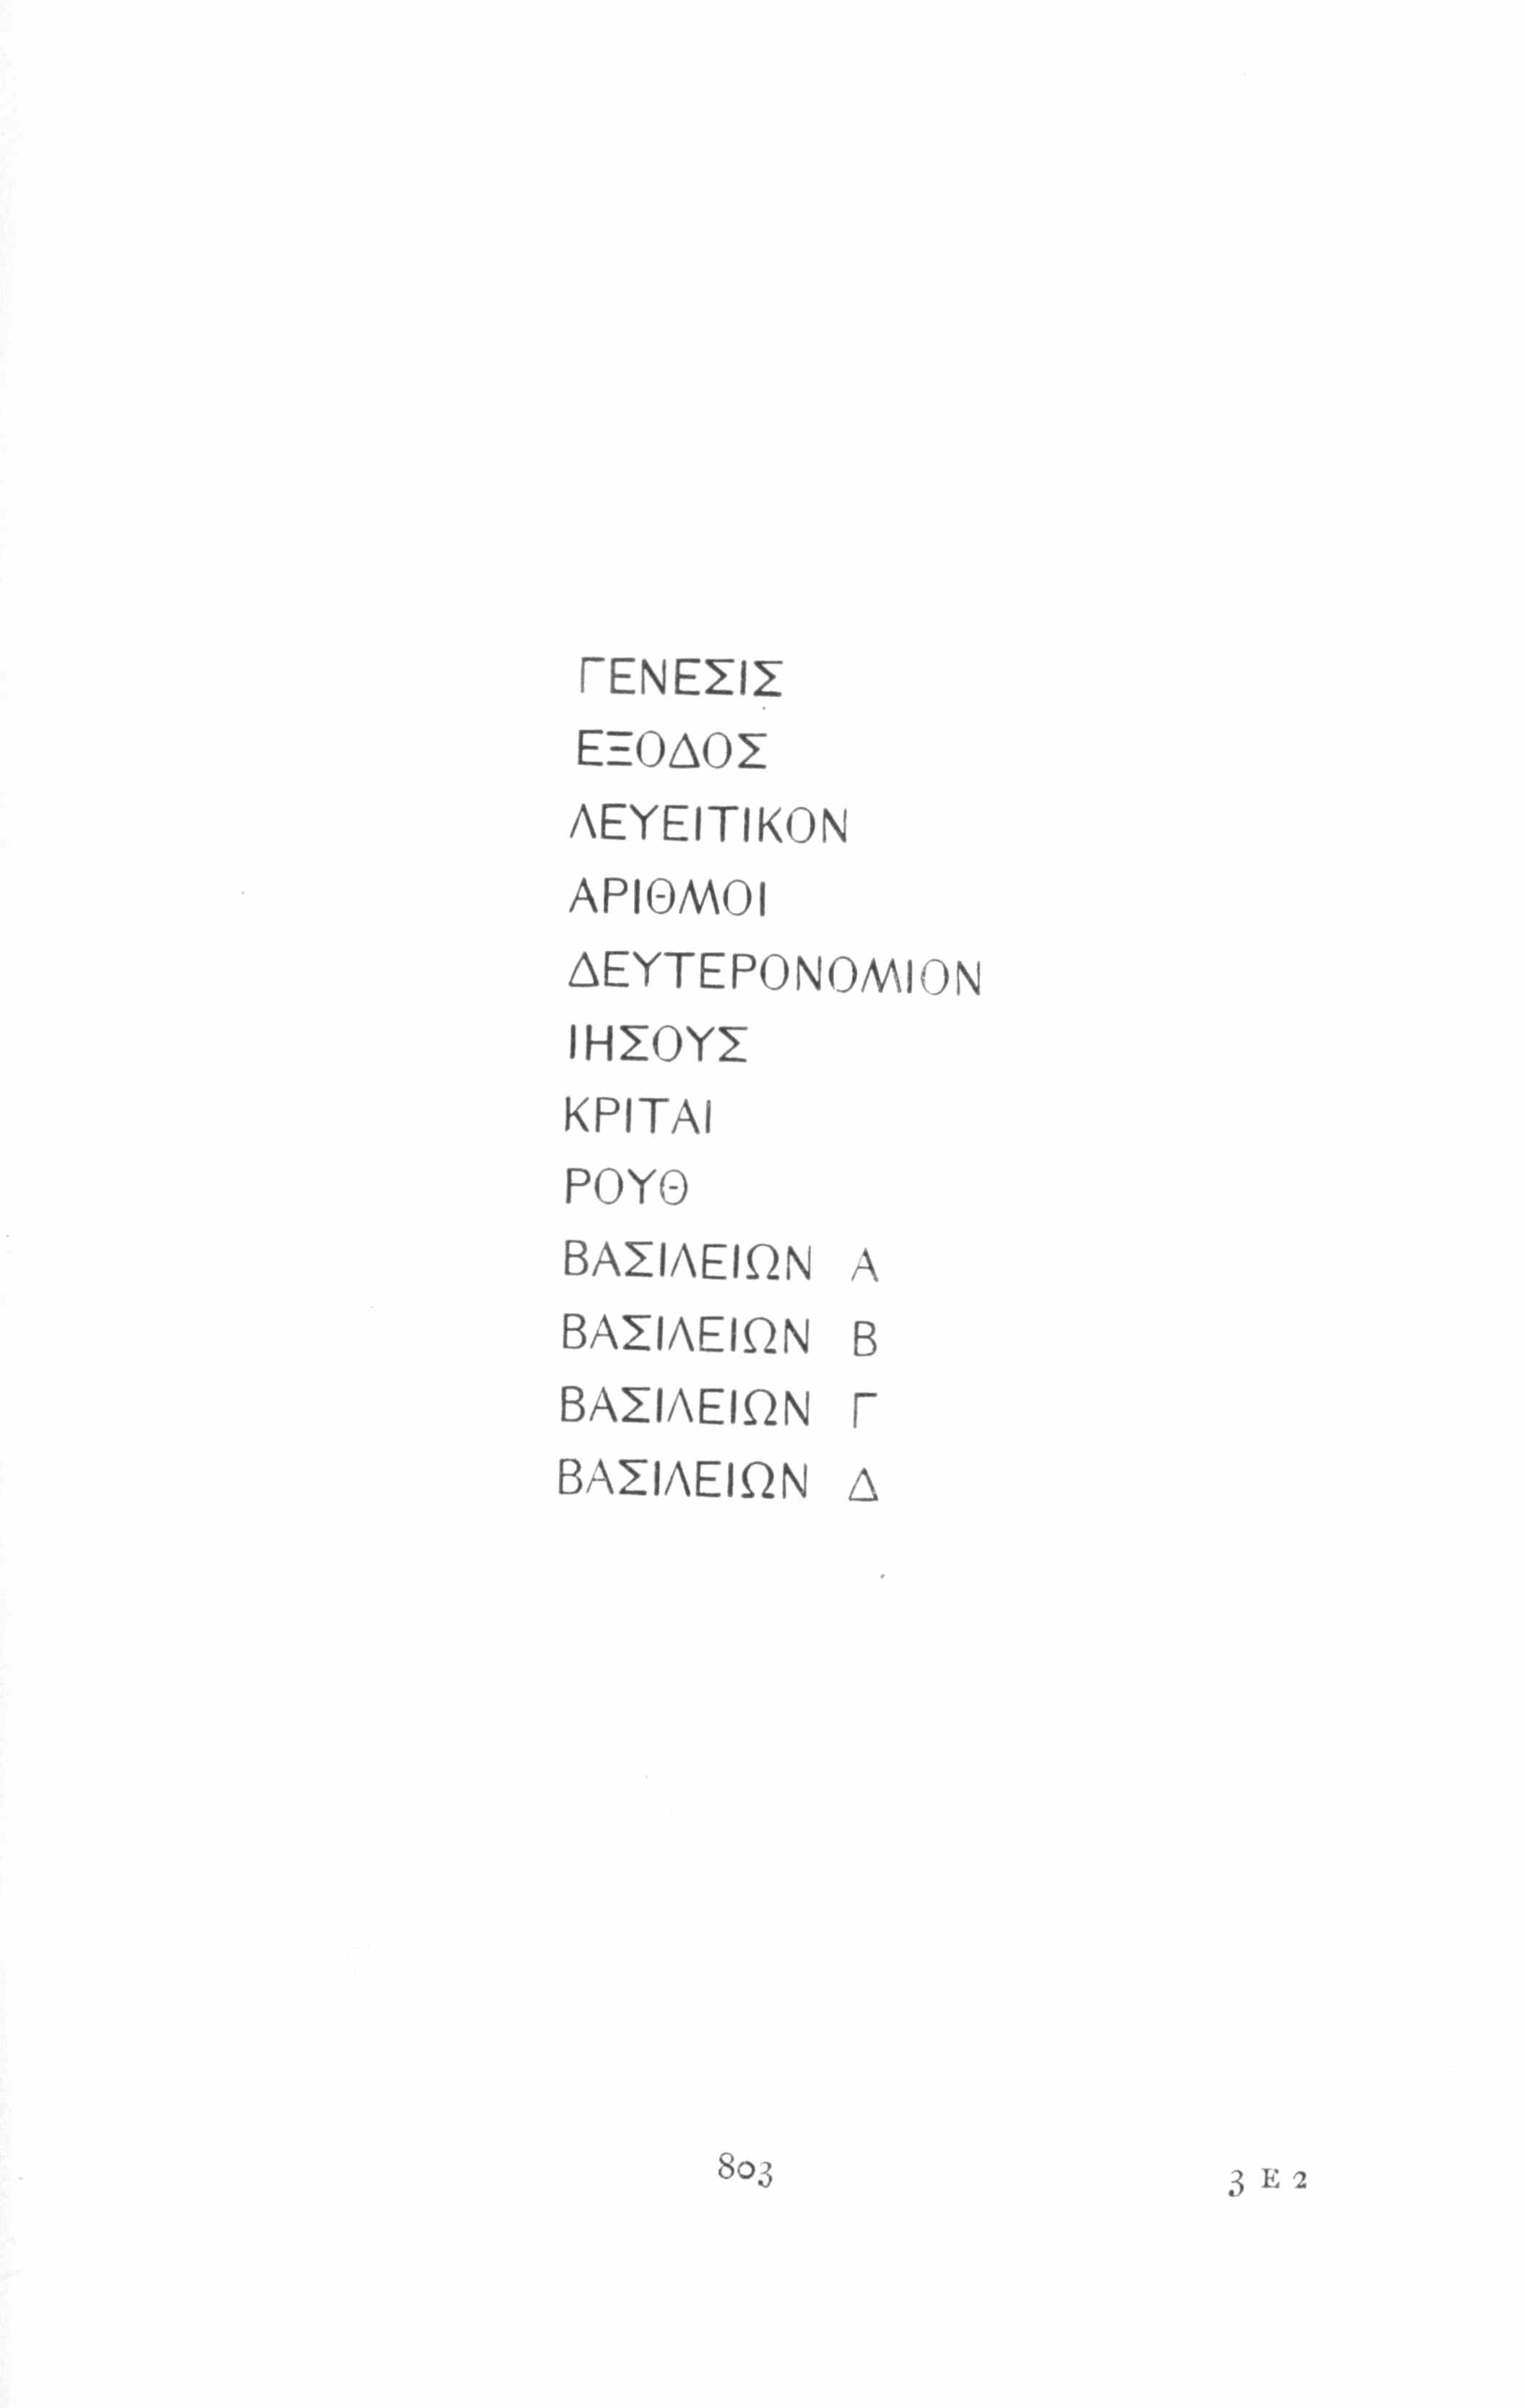 ΓΕΝΕΣΙΣ
ΕΞΟΔΟΣ
ΛΕΥΕΙΤΙΚΟΝ
ΑΡΙΘΜΟΙ
ΔΕΥΤΕΡΟΝΟΜΙΟΝ
ΙΗΣΟΥΣ
ΚΡΙΤΑΙ
ΡΟΥΘ
ΒΑΣΙΛΕΙΩΝ Α
ΒΑΣΙΛΕΙΩΝ Β
ΒΑΣΙΛΕΙΩΝ Γ
ΒΑΣΙΛΕΙΩΝ Δ
803 3 E 2